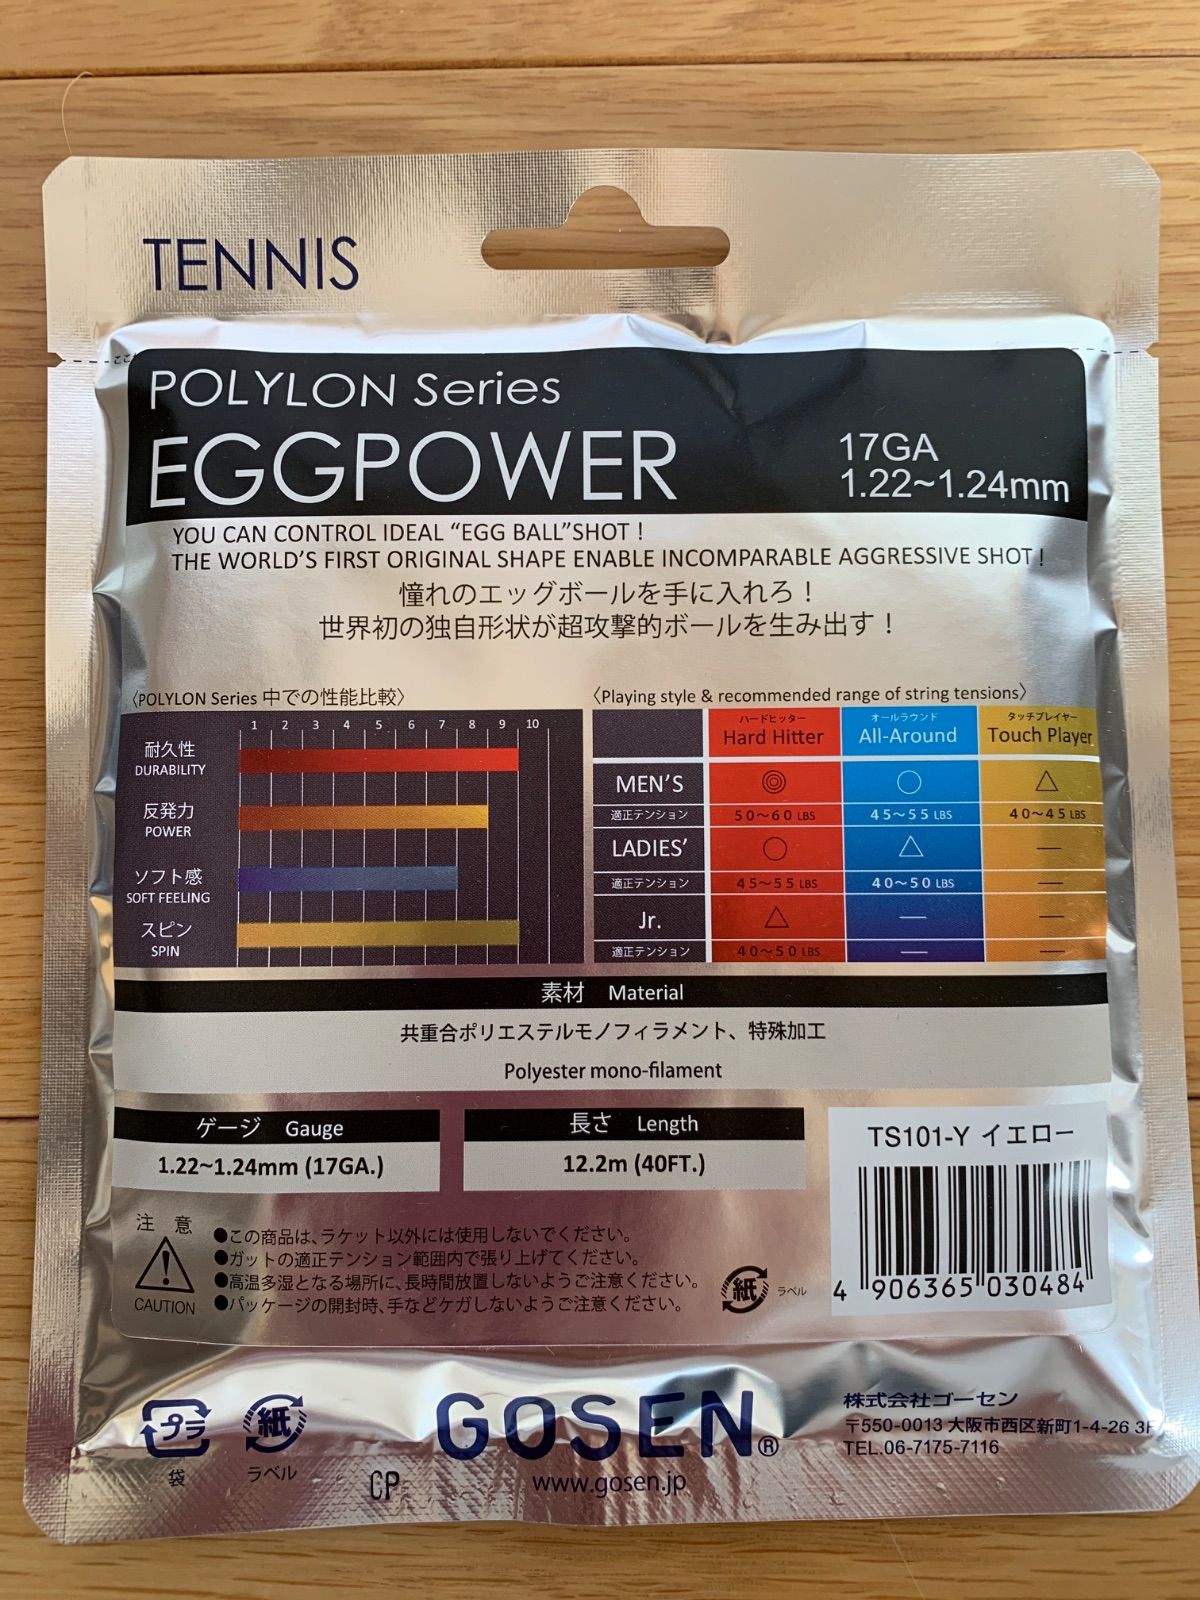 TENNIS
POLYLON Series
EGGPOWER
17GA
1.22~1.24mm
YOU CAN CONTROL IDEAL “EGG BALL”SHOT !
THE WORLD’S FIRST ORIGINAL SHAPE ENABLE INCOMPARABLE AGGRESSIVE SHOT !
憧れのエッグボールを手に入れろ！
世界初の独自形状が超攻撃的ボールを生み出す！
〈POLYLON Series 中での性能比較〉
1 2 3 4 5 6 7 8 9 10
耐久性
DURABILITY
反発力
POWER
ソフト感
SOFT FEELING
スピン
SPIN
〈Playing style & recommended range of string tensions〉
ハードヒッター オールラウンド タッチプレイヤー
Hard Hitter All-Around Touch Player
MEN’S ◎ ○ △
適正テンション 50～60 LBS 45～55 LBS 40～45 LBS
LADIES’ ○ △ —
適正テンション 45～55 LBS 40～50 LBS —
Jr. △ — —
適正テンション 40～50 LBS — —
素材 Material
共重合ポリエステルモノフィラメント、特殊加工
Polyester mono-filament
ゲージ Gauge
1.22~1.24mm (17GA.)
長さ Length
12.2m (40FT.)
TS101-Y イエロー
4 906365 030484
注 意
CAUTION
●この商品は、ラケット以外には使用しないでください。
●ガットの適正テンション範囲内で張り上げてください。
●高温多湿となる場所に、長時間放置しないようご注意ください。
●パッケージの開封時、手などケガしないようご注意ください。
紙 ラベル
プラ
袋
紙
ラベル
CP
GOSEN®
www.gosen.jp
株式会社ゴーセン
〒550-0013 大阪市西区新町1-4-26 3F
TEL.06-7175-7116